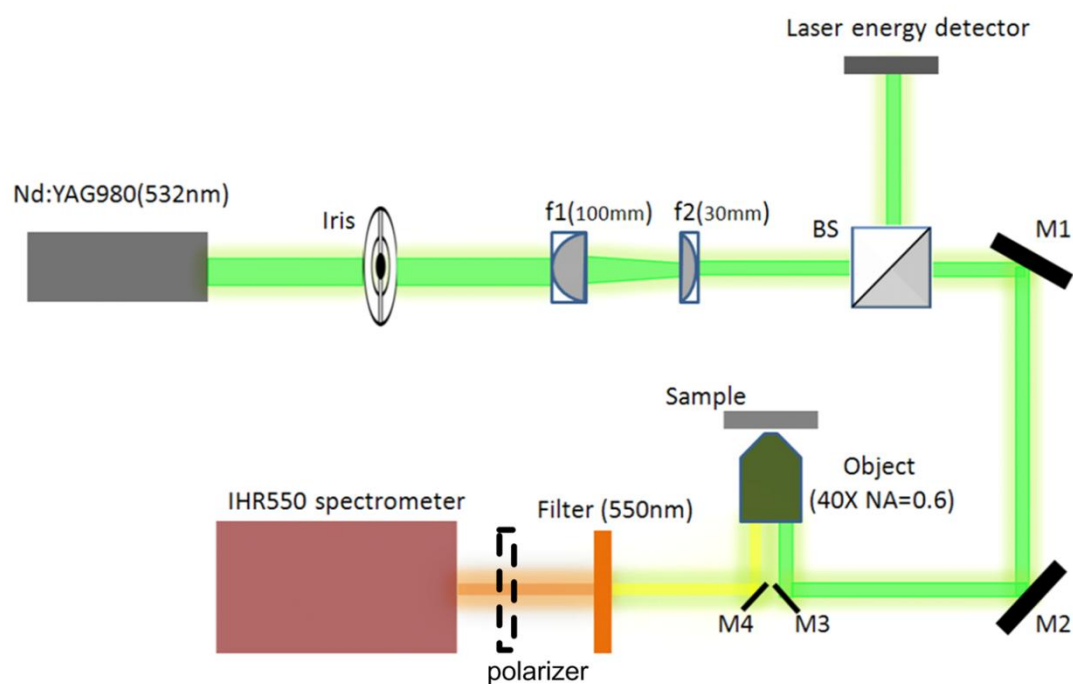 Laser energy detector
Nd:YAG980(532nm)
Iris
f1(100mm)
f2(30mm)
BS
M1
Sample
Object
(40X NA=0.6)
IHR550 spectrometer
Filter (550nm)
M4
M3
M2
polarizer